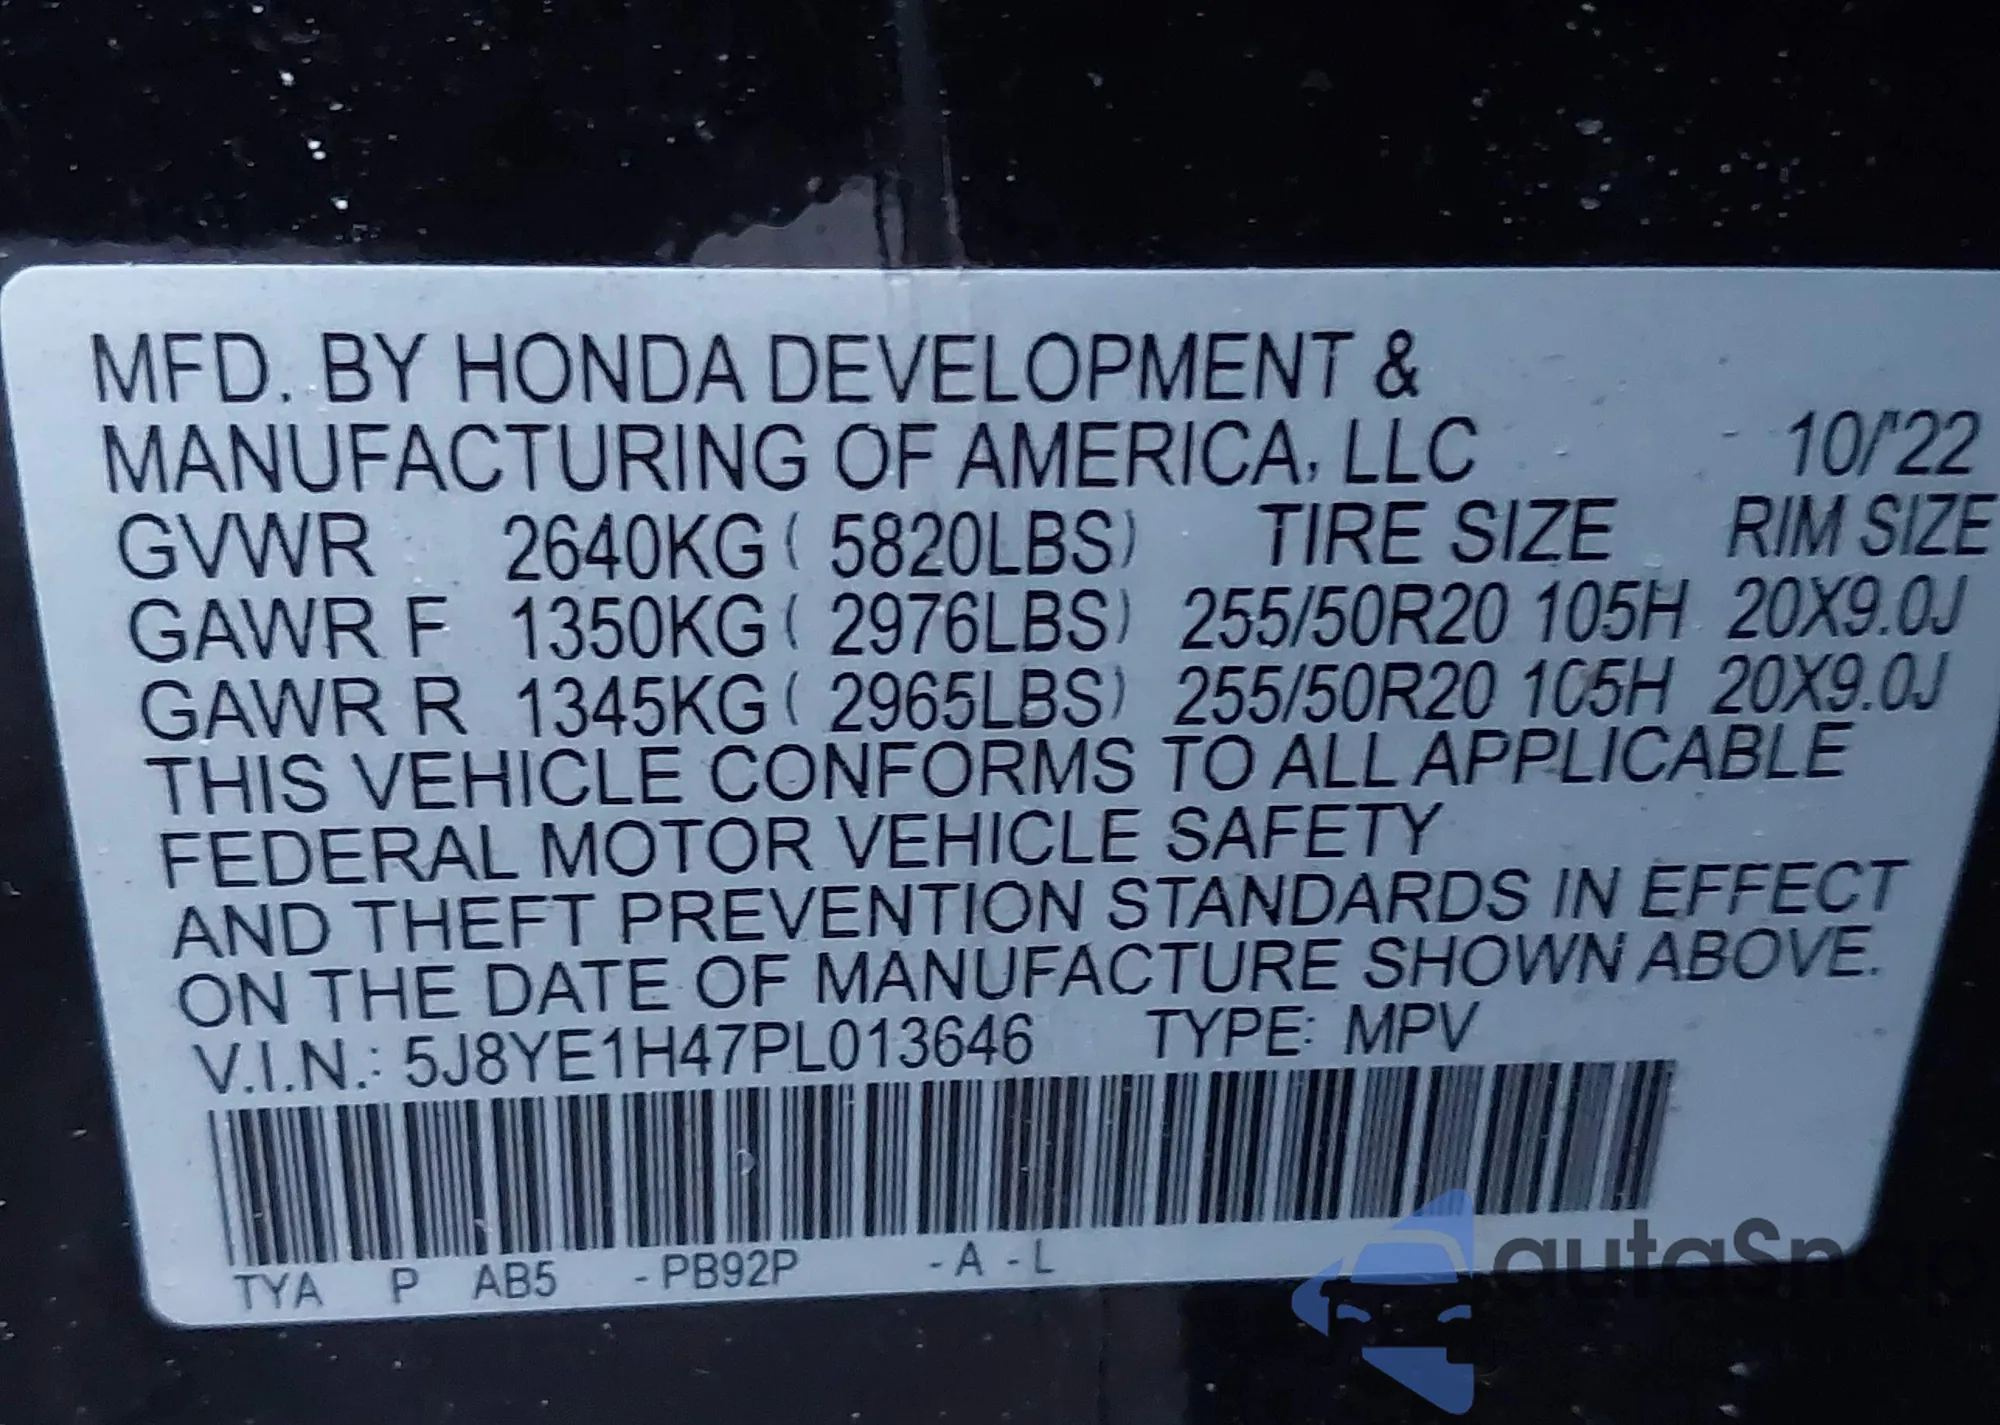 MFD. BY HONDA DEVELOPMENT &
MANUFACTURING OF AMERICA, LLC 10/'22
GVWR 2640KG ( 5820LBS) TIRE SIZE RIM SIZE
GAWR F 1350KG ( 2976LBS) 255/50R20 105H 20X9.0J
GAWR R 1345KG ( 2965LBS) 255/50R20 105H 20X9.0J
THIS VEHICLE CONFORMS TO ALL APPLICABLE
FEDERAL MOTOR VEHICLE SAFETY
AND THEFT PREVENTION STANDARDS IN EFFECT
ON THE DATE OF MANUFACTURE SHOWN ABOVE.
V.I.N.: 5J8YE1H47PL013646 TYPE: MPV
TYA P AB5 - PB92P - A - L
autaSnap